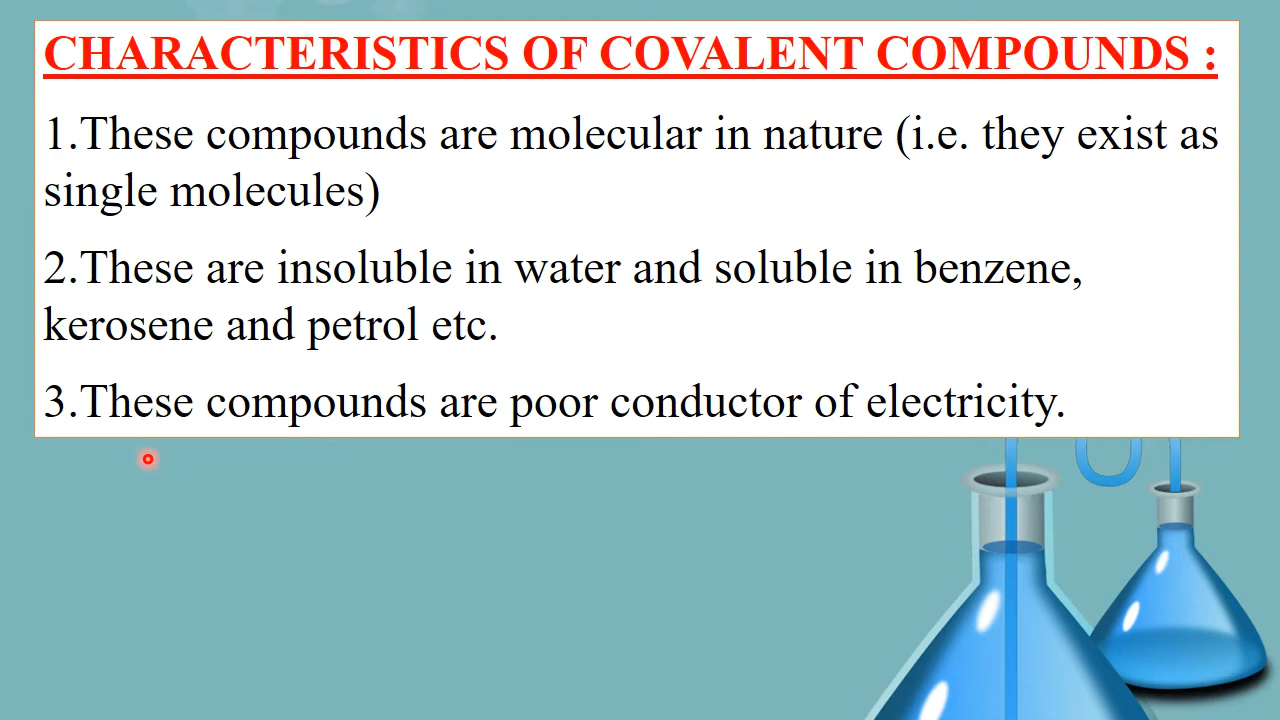 CHARACTERISTICS OF COVALENT COMPOUNDS :
1.These compounds are molecular in nature (i.e. they exist as
single molecules)
2.These are insoluble in water and soluble in benzene,
kerosene and petrol etc.
3.These compounds are poor conductor of electricity.